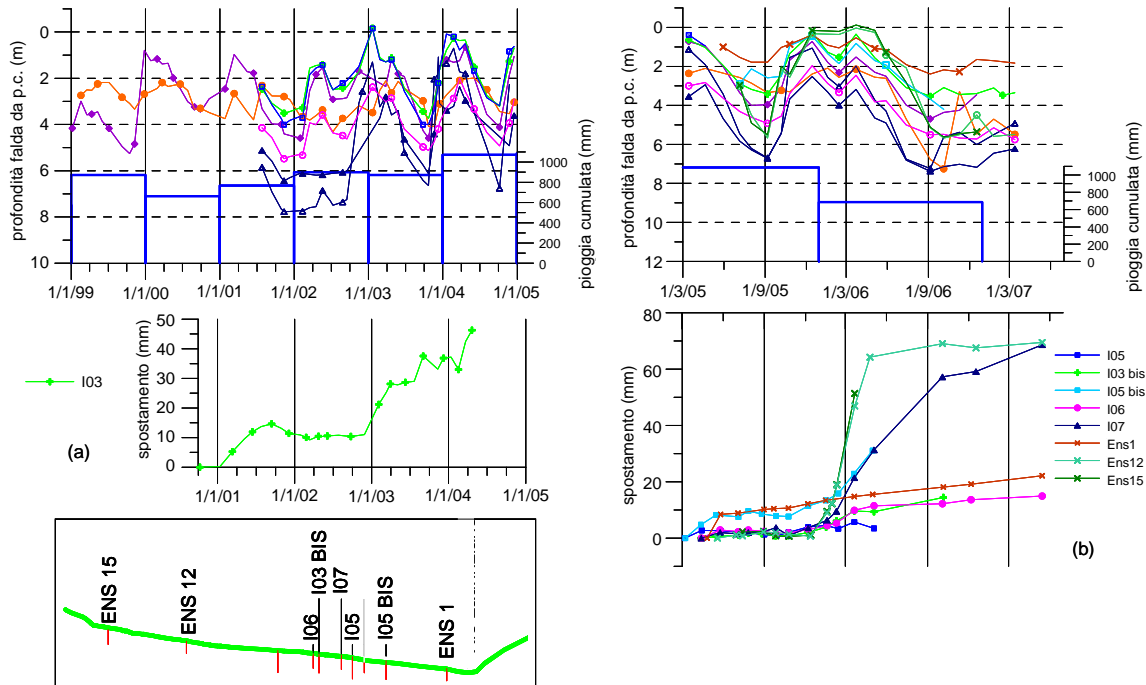 profondità falda da p.c. (m)
0
2
4
6
8
10
1000
800
600
400
200
0
pioggia cumulata (mm)
1/1/99
1/1/00
1/1/01
1/1/02
1/1/03
1/1/04
1/1/05
profondità falda da p.c. (m)
0
1
2
3
4
5
6
7
8
9
10
12
1000
800
600
400
200
0
pioggia cumulata (mm)
1/3/05
1/9/05
1/3/06
1/9/06
1/3/07
I03
(a)
spostamento (mm)
50
40
30
20
10
0
1/1/01
1/1/02
1/1/03
1/1/04
1/1/05
spostamento (mm)
80
60
40
20
0
I05
I03 bis
I05 bis
I06
I07
Ens1
Ens12
Ens15
(b)
ENS 15
ENS 12
I06
I03 BIS
I07
I05
I05 BIS
ENS 1